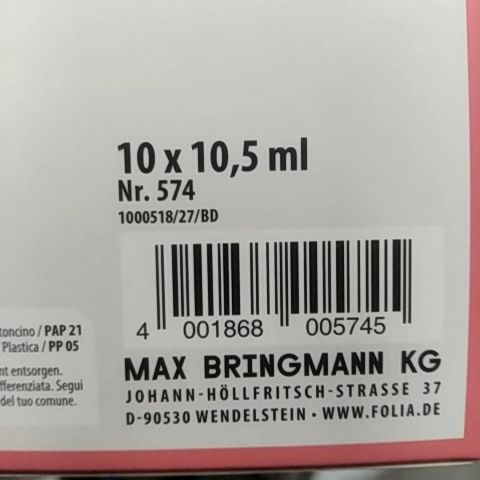 10 x 10,5 ml
Nr. 574
1000518/27/BD
4 001868 005745
toncino / PAP 21
Plastica / PP 05
nt entsorgen.
fferenziata. Segui
del tuo comune.
MAX BRINGMANN KG
JOHANN-HÖLLFRITSCH-STRASSE 37
D-90530 WENDELSTEIN • WWW.FOLIA.DE